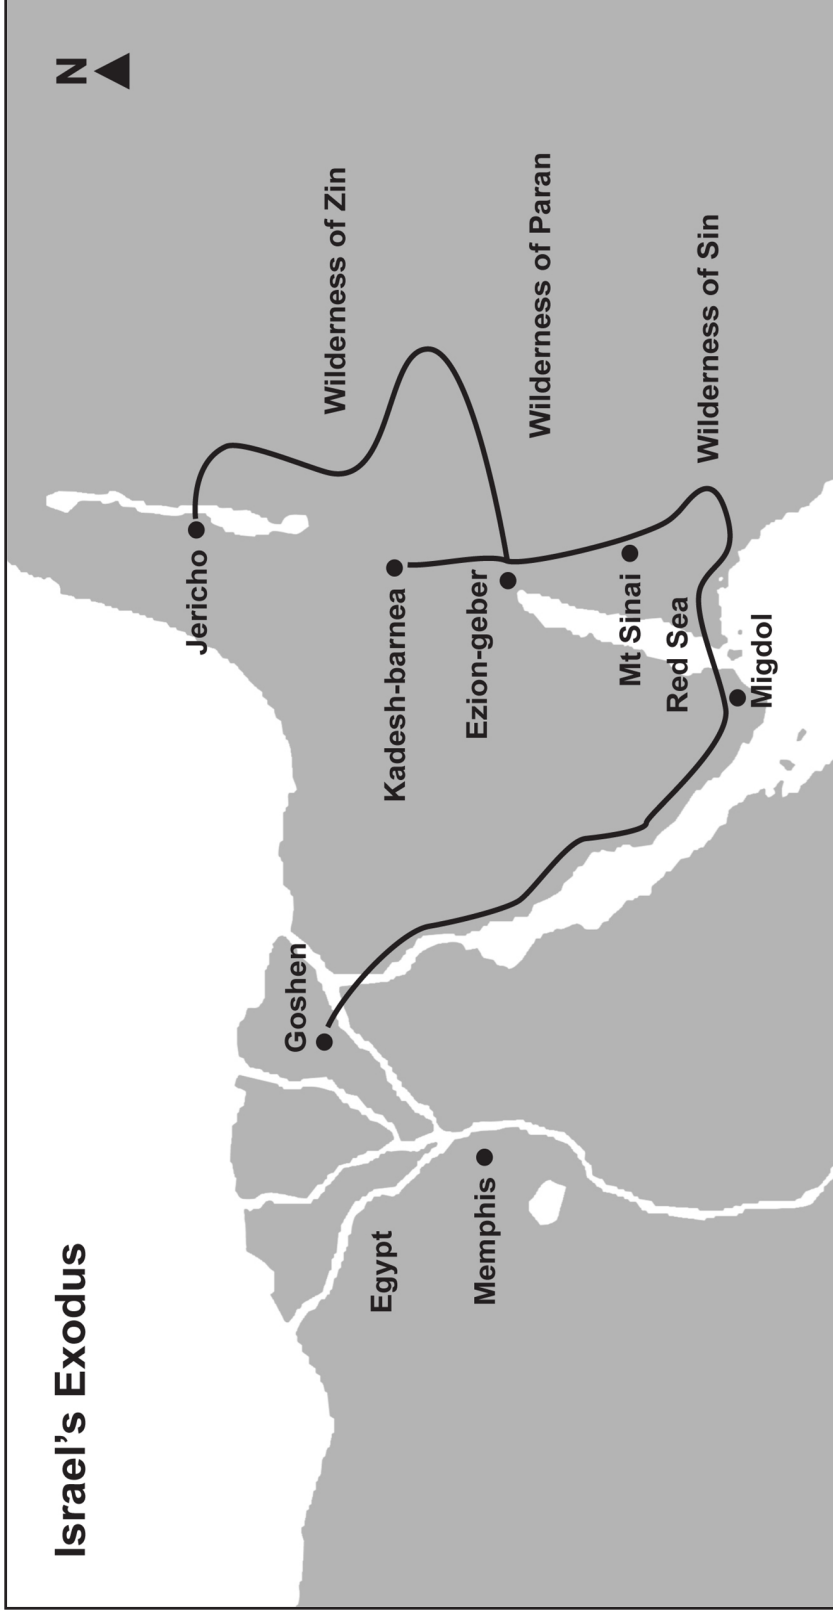 Israel's Exodus
N
Jericho
Wilderness of Zin
Goshen
Kadesh-barnea
Egypt
Ezion-geber
Wilderness of Paran
Memphis
Mt Sinai
Red Sea
Wilderness of Sin
Migdol